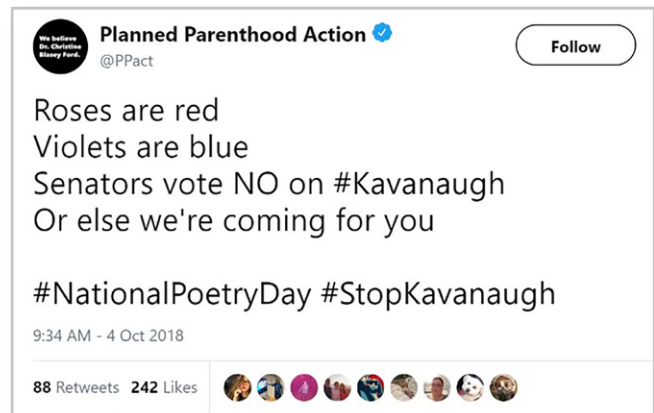 We believe
Dr. Christine
Blasey Ford.
Planned Parenthood Action
@PPact
Follow
Roses are red
Violets are blue
Senators vote NO on #Kavanaugh
Or else we're coming for you
#NationalPoetryDay #StopKavanaugh
9:34 AM - 4 Oct 2018
88 Retweets 242 Likes